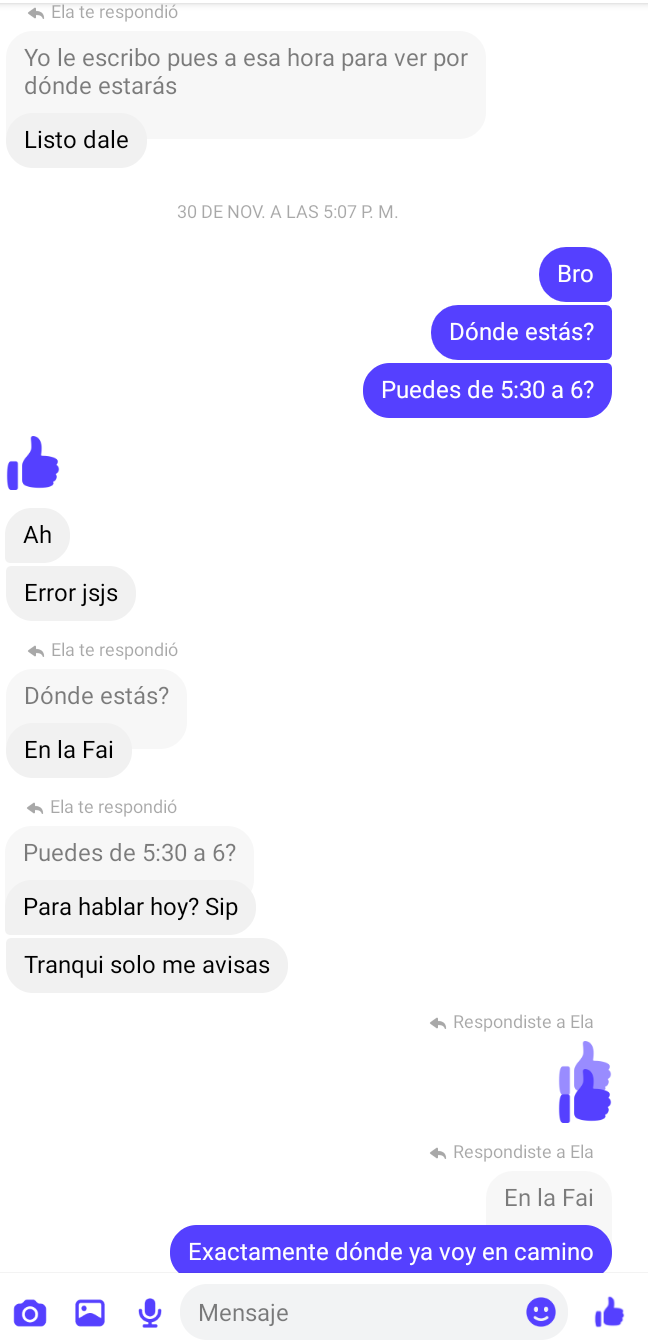 Ela te respondió
Yo le escribo pues a esa hora para ver por
dónde estarás
Listo dale
30 DE NOV. A LAS 5:07 P. M.
Bro
Dónde estás?
Puedes de 5:30 a 6?
Ah
Error jsjs
Ela te respondió
Dónde estás?
En la Fai
Ela te respondió
Puedes de 5:30 a 6?
Para hablar hoy? Sip
Tranqui solo me avisas
Respondiste a Ela
Respondiste a Ela
En la Fai
Exactamente dónde ya voy en camino
Mensaje